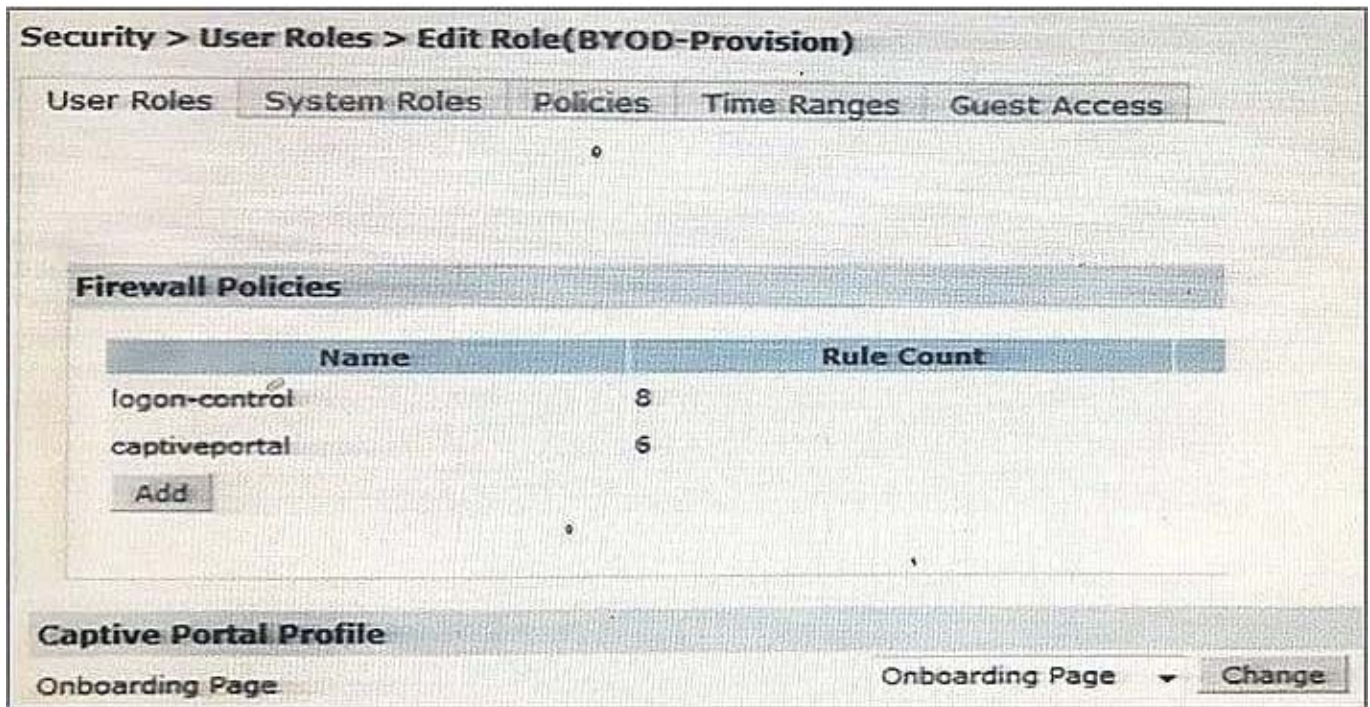 Security > User Roles > Edit Role(BYOD-Provision)
User Roles System Roles Policies Time Ranges Guest Access
Firewall Policies
Name Rule Count
logon-control 8
captiveportal 6
Add
Captive Portal Profile
Onboarding Page Onboarding Page Change